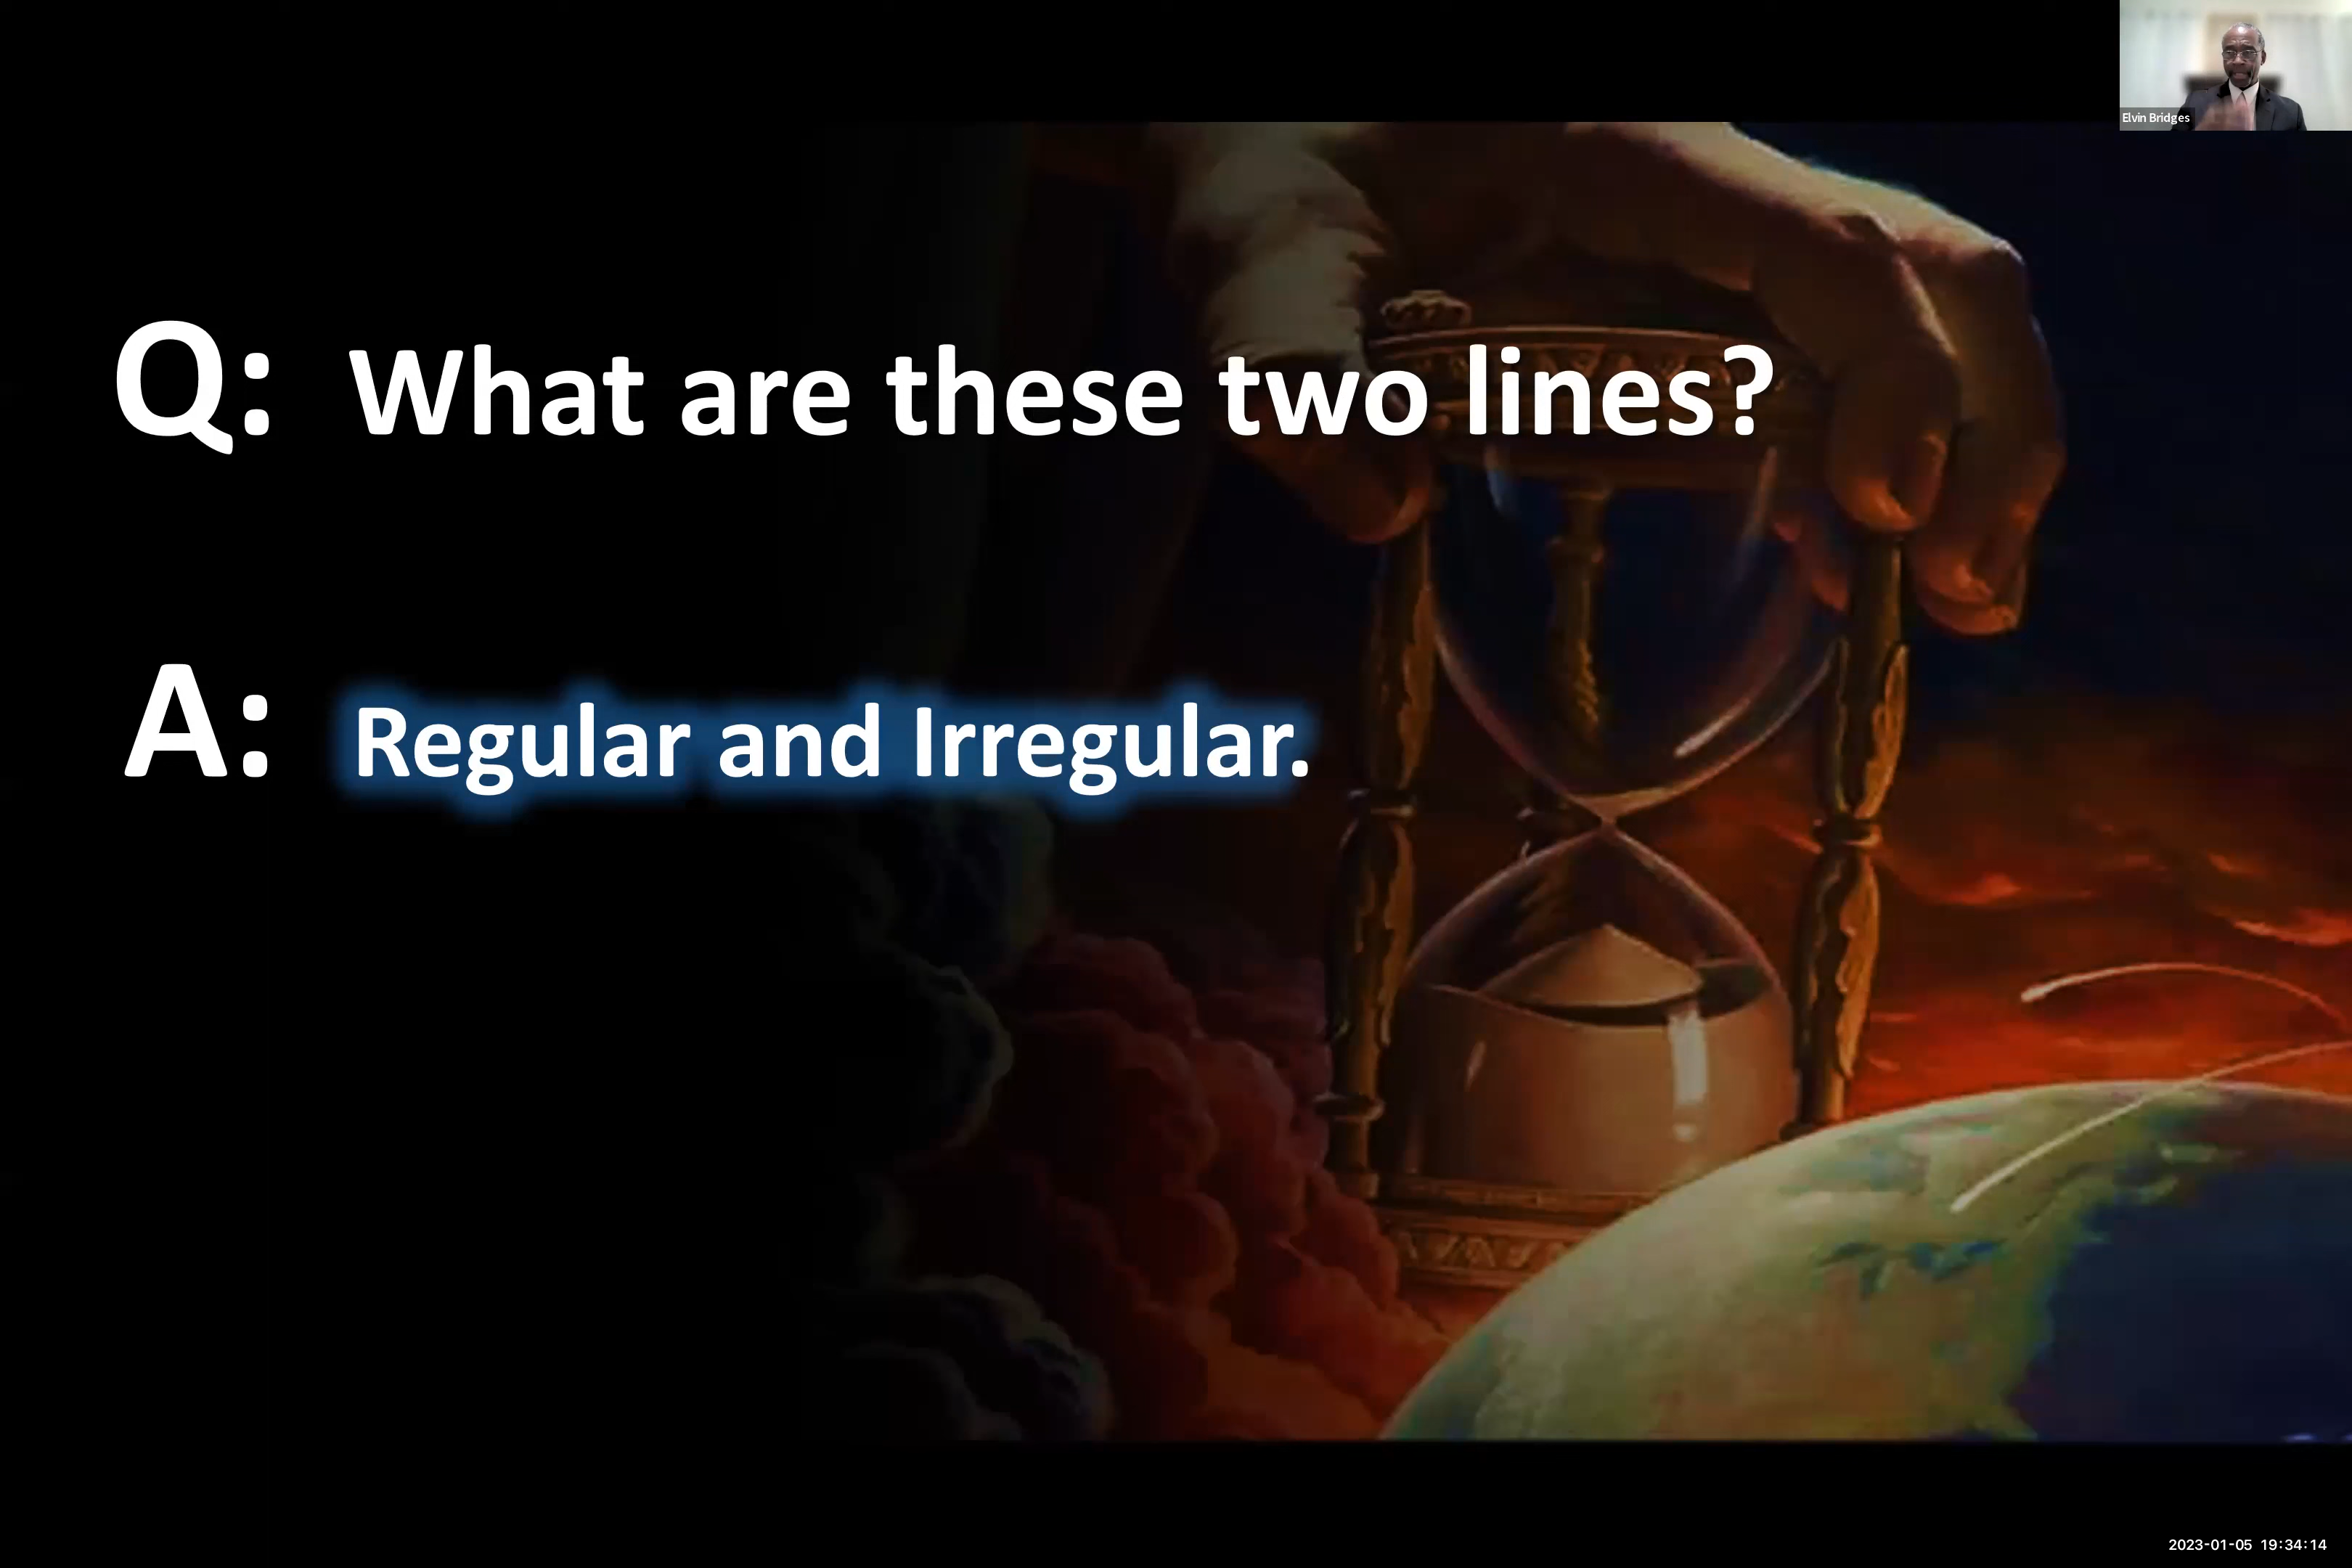 Elvin Bridges
Q: What are these two lines?
A: Regular and Irregular.
2023-01-05 19:34:14